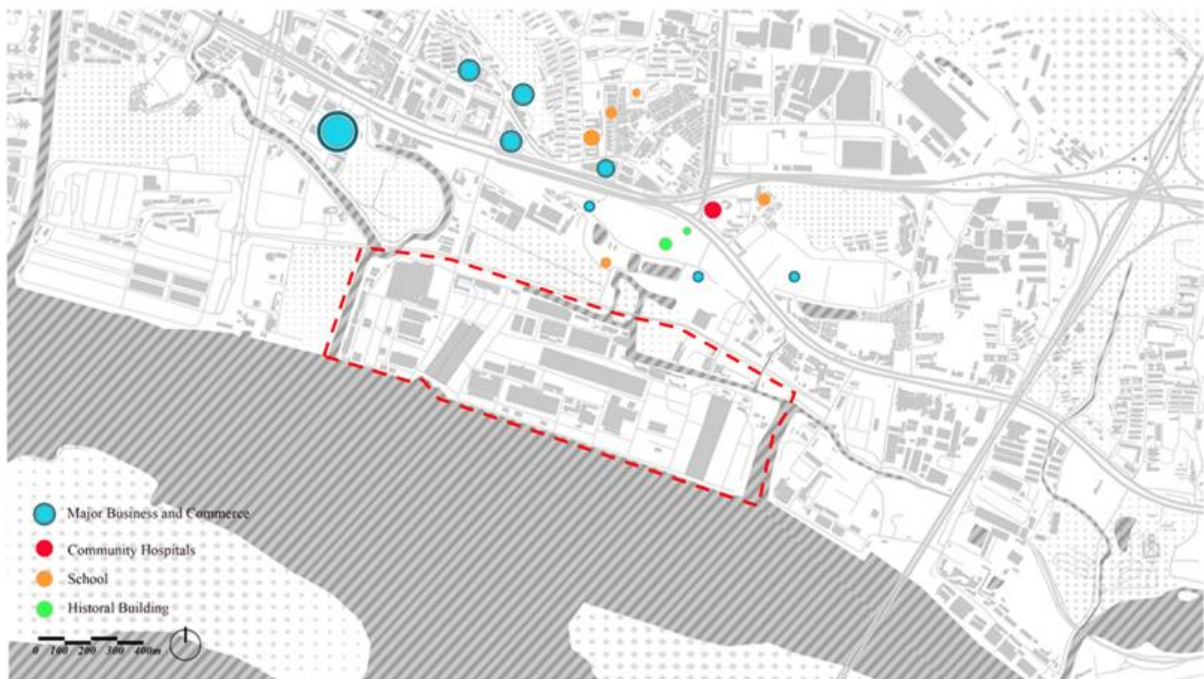 Major Business and Commerce
Community Hospitals
School
Historal Building
0 100 200 300 400m